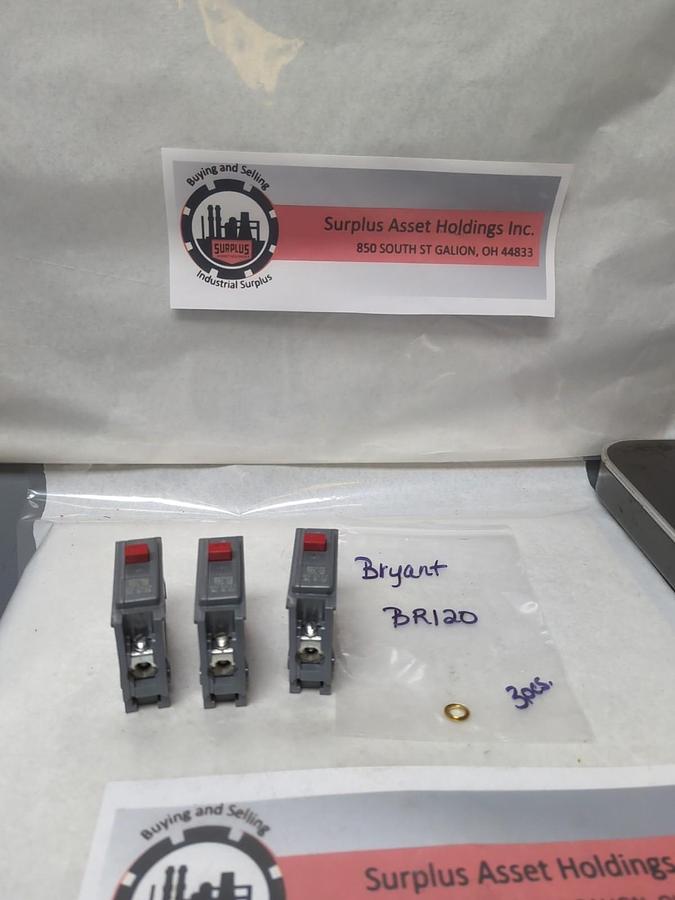 Buying and Selling
SURPLUS
Industrial Surplus
Surplus Asset Holdings Inc.
850 SOUTH ST GALION, OH 44833
Bryant
BR120
3pcs.
Buying and Selling
Surplus Asset Holdings